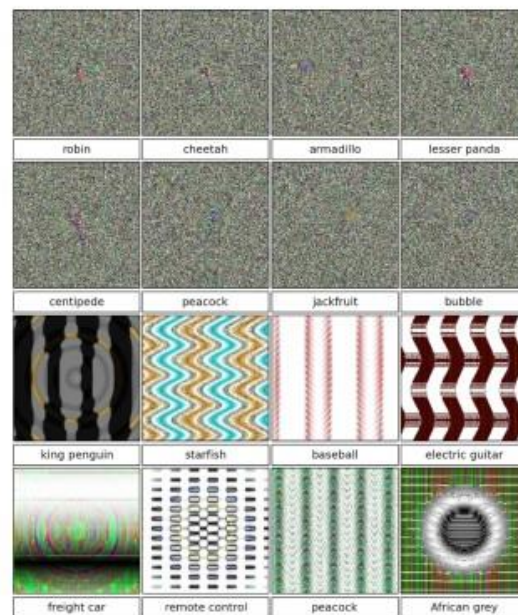 robin
cheetah
armadillo
lesser panda
centipede
peacock
jackfruit
bubble
king penguin
starfish
baseball
electric guitar
freight car
remote control
peacock
African grey